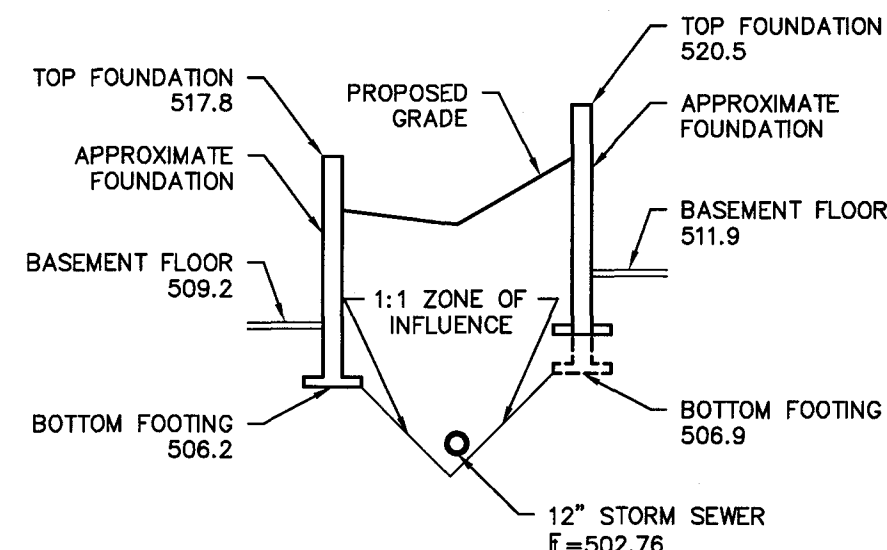 TOP FOUNDATION
520.5
TOP FOUNDATION
517.8
PROPOSED
GRADE
APPROXIMATE
FOUNDATION
APPROXIMATE
FOUNDATION
BASEMENT FLOOR
511.9
BASEMENT FLOOR
509.2
1:1 ZONE OF
INFLUENCE
BOTTOM FOOTING
506.2
BOTTOM FOOTING
506.9
12" STORM SEWER
=502.76